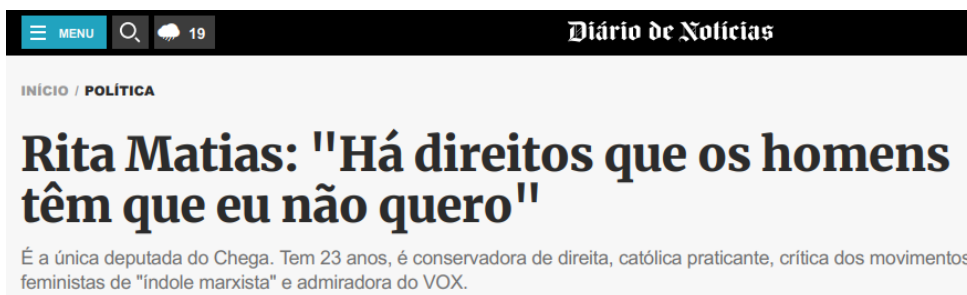 MENU
19
Diário de Notícias
INÍCIO / POLÍTICA
Rita Matias: "Há direitos que os homens
têm que eu não quero"
É a única deputada do Chega. Tem 23 anos, é conservadora de direita, católica praticante, crítica dos movimentos
feministas de "índole marxista" e admiradora do VOX.